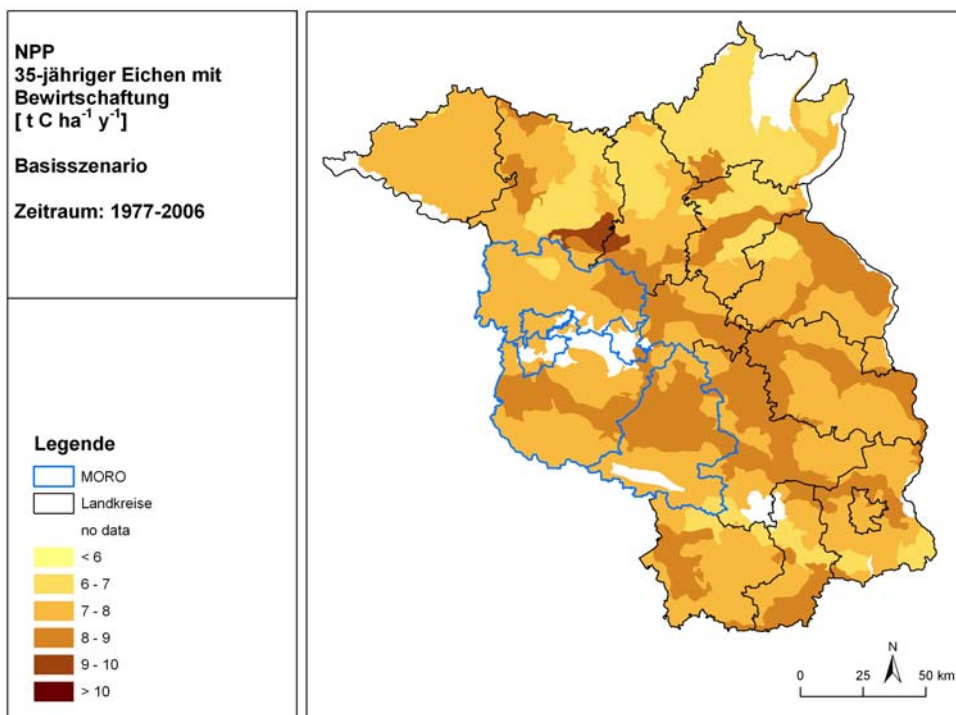 NPP
35-jähriger Eichen mit
Bewirtschaftung
[ t C ha⁻¹ y⁻¹]
Basisszenario
Zeitraum: 1977-2006
Legende
MORO
Landkreise
no data
< 6
6 - 7
7 - 8
8 - 9
9 - 10
> 10
N
0 25 50 km